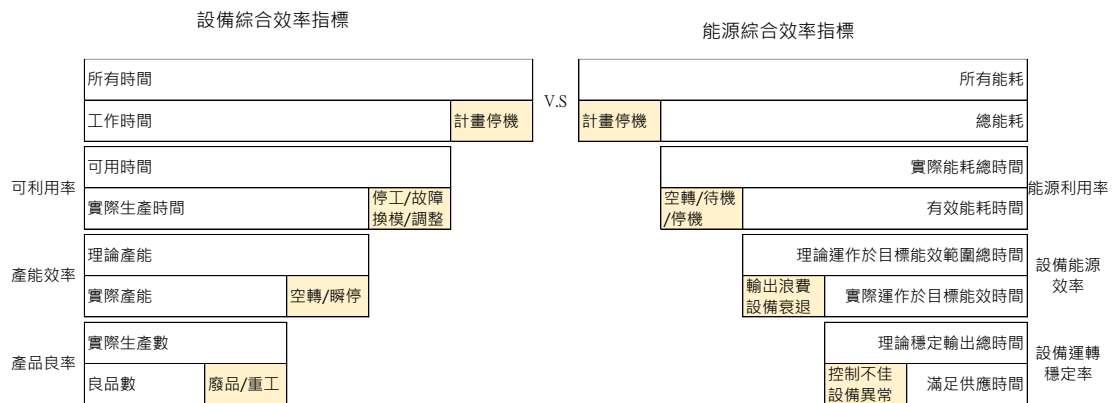 設備綜合效率指標
能源綜合效率指標
所有時間
V.S
所有能耗
工作時間
計畫停機
計畫停機
總能耗
可利用率
可用時間
實際能耗總時間
能源利用率
實際生產時間
停工/故障
換模/調整
空轉/待機
/停機
有效能耗時間
產能效率
理論產能
理論運作於目標能效範圍總時間
設備能源
效率
實際產能
空轉/瞬停
輸出浪費
設備衰退
實際運作於目標能效時間
產品良率
實際生產數
理論穩定輸出總時間
設備運轉
穩定率
良品數
廢品/重工
控制不佳
設備異常
滿足供應時間